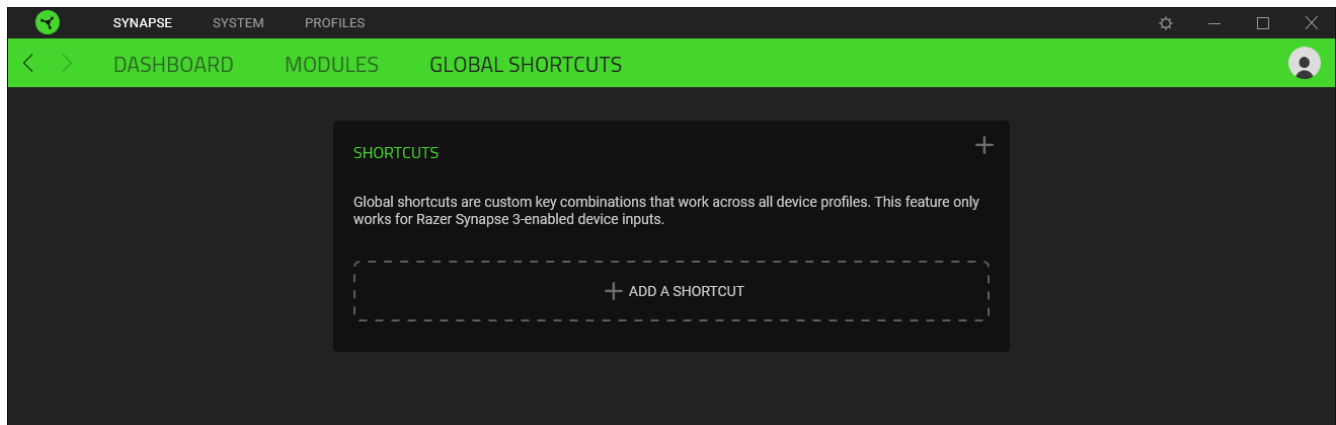 SYNAPSE SYSTEM PROFILES
DASHBOARD MODULES GLOBAL SHORTCUTS
SHORTCUTS
Global shortcuts are custom key combinations that work across all device profiles. This feature only
works for Razer Synapse 3-enabled device inputs.
ADD A SHORTCUT